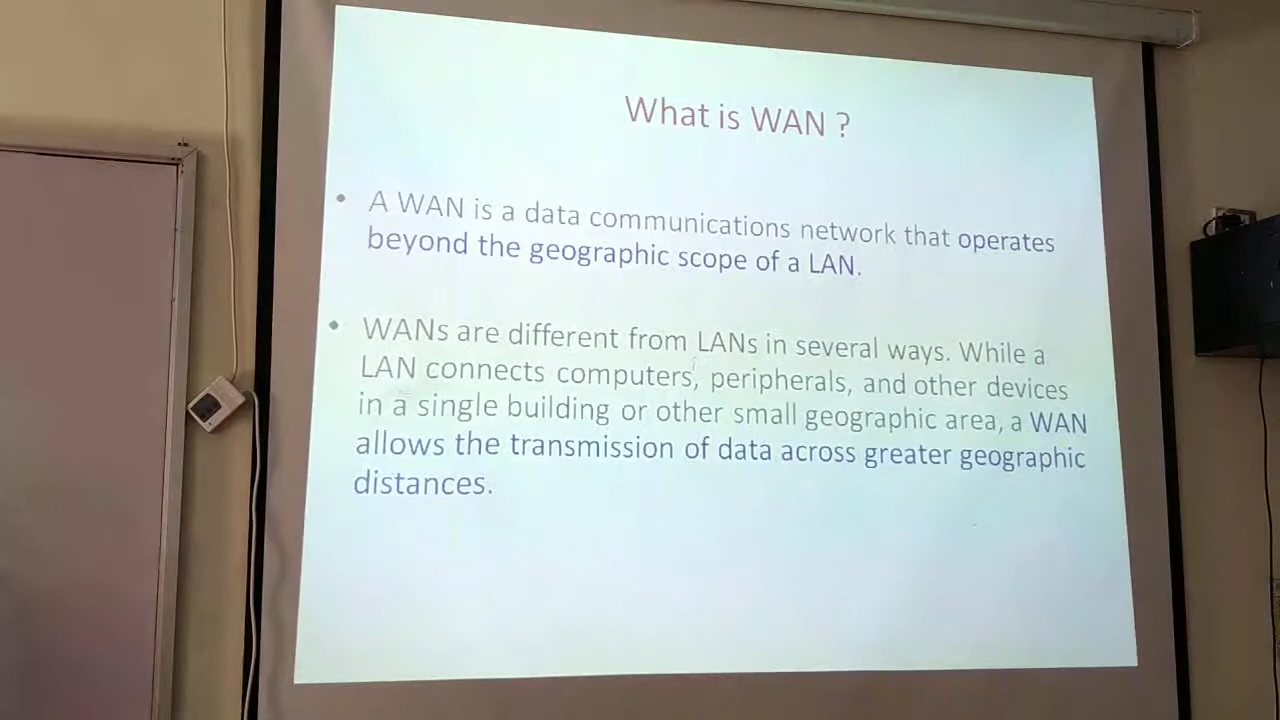 What is WAN ?
• A WAN is a data communications network that operates
beyond the geographic scope of a LAN.
• WANs are different from LANs in several ways. While a
LAN connects computers, peripherals, and other devices
in a single building or other small geographic area, a WAN
allows the transmission of data across greater geographic
distances.